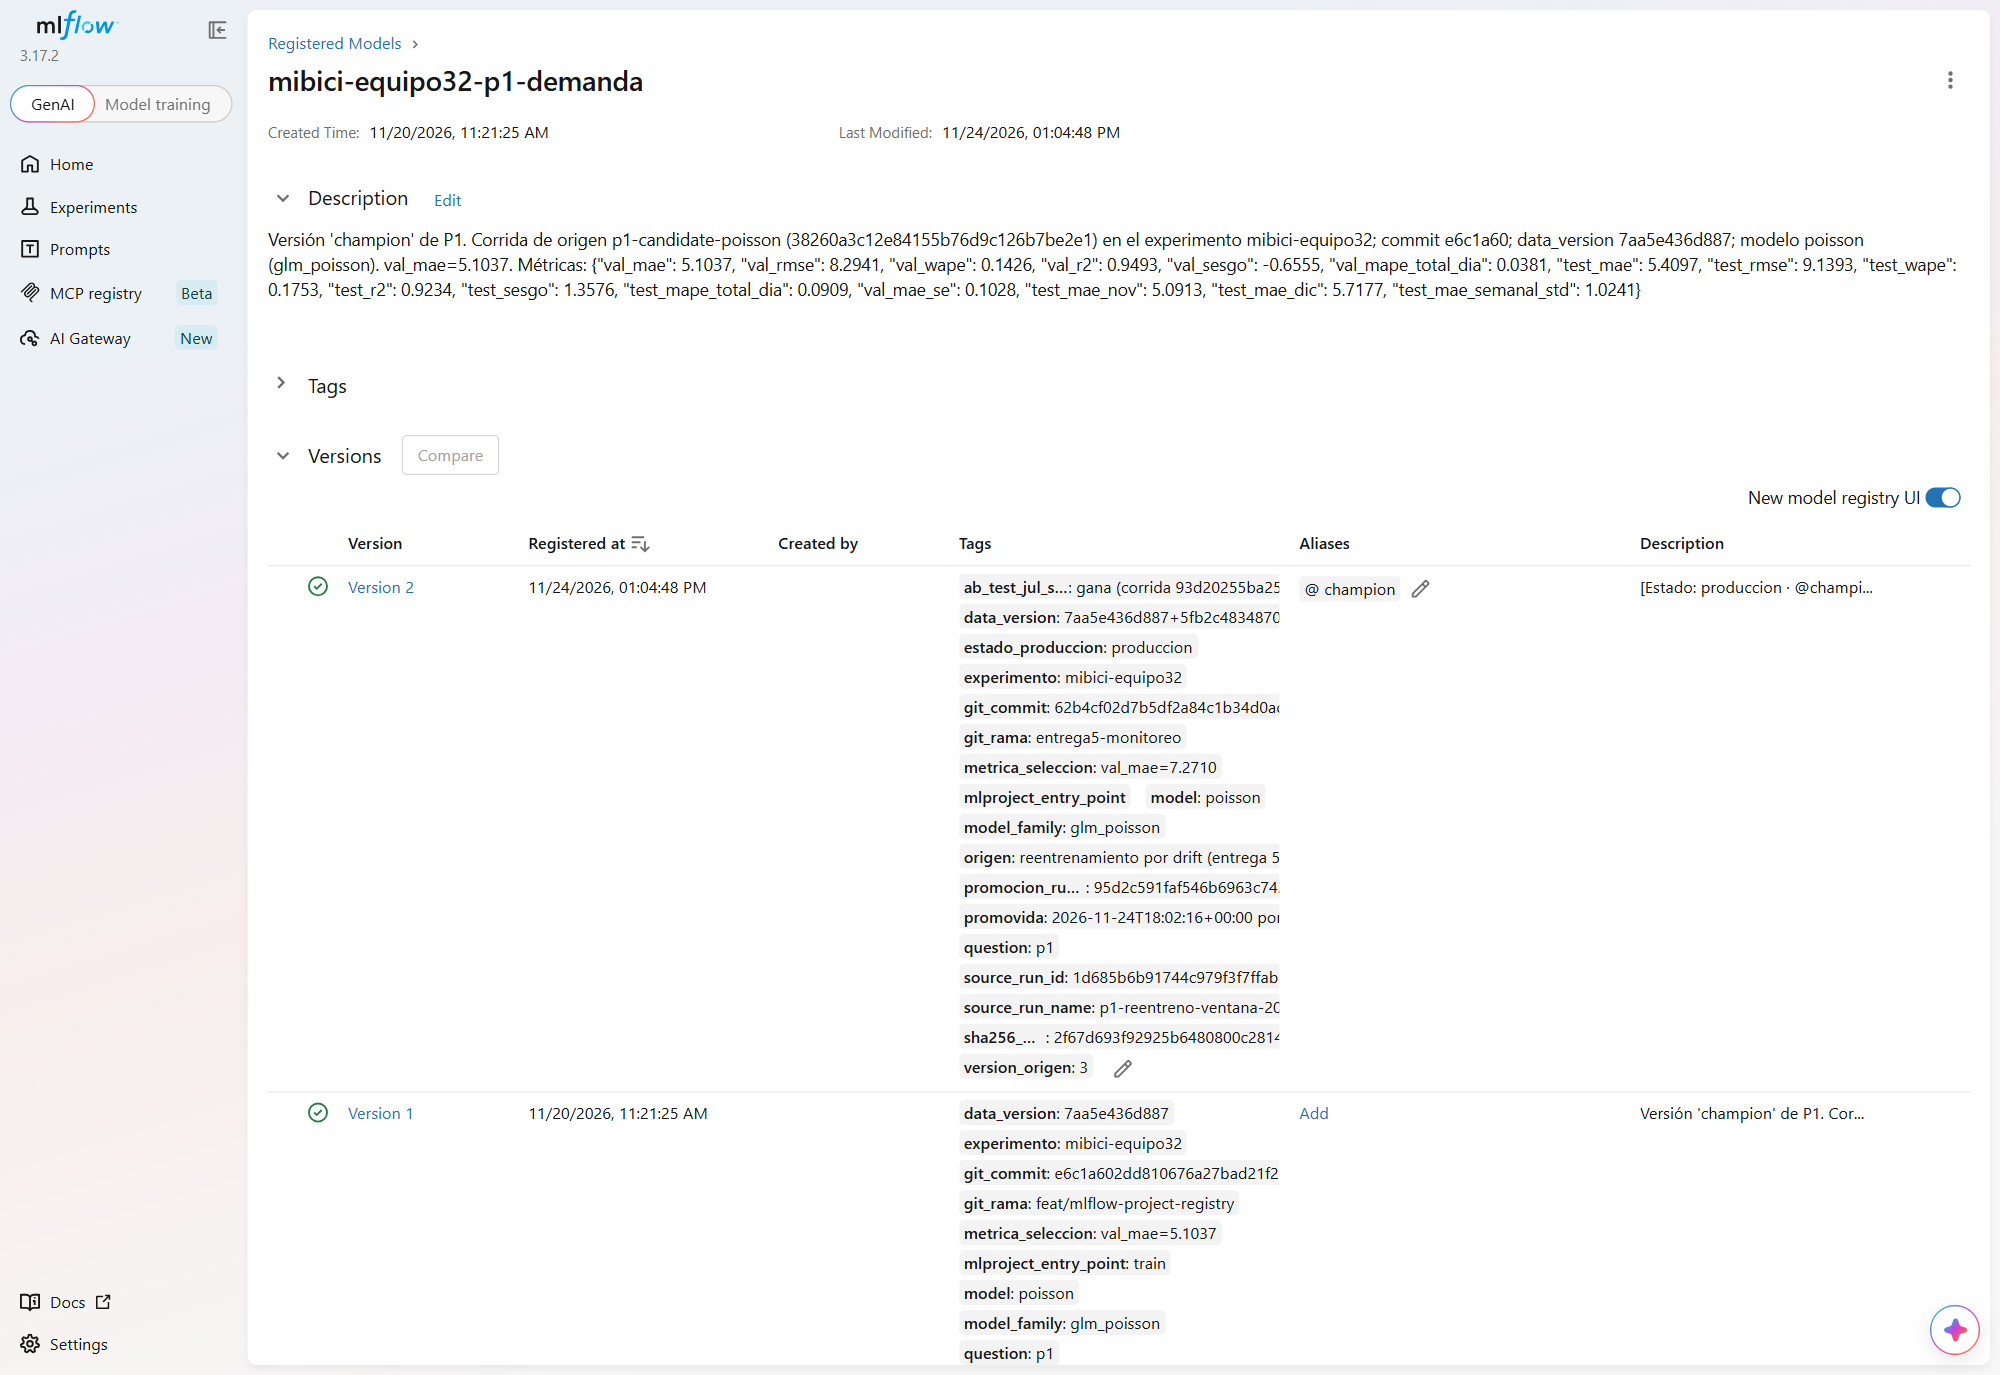 mlflow
3.17.2
GenAI
Model training
Home
Experiments
Prompts
MCP registry
Beta
AI Gateway
New
Docs
Settings
Registered Models
mibici-equipo32-p1-demanda
Created Time: 11/20/2026, 11:21:25 AM
Last Modified: 11/24/2026, 01:04:48 PM
Description
Edit
Versión 'champion' de P1. Corrida de origen p1-candidate-poisson (38260a3c12e84155b76d9c126b7be2e1) en el experimento mibici-equipo32; commit e6c1a60; data_version 7aa5e436d887; modelo poisson
(glm_poisson). val_mae=5.1037. Métricas: {"val_mae": 5.1037, "val_rmse": 8.2941, "val_wape": 0.1426, "val_r2": 0.9493, "val_sesgo": -0.6555, "val_mape_total_dia": 0.0381, "test_mae": 5.4097, "test_rmse": 9.1393, "test_wape":
0.1753, "test_r2": 0.9234, "test_sesgo": 1.3576, "test_mape_total_dia": 0.0909, "val_mae_se": 0.1028, "test_mae_nov": 5.0913, "test_mae_dic": 5.7177, "test_mae_semanal_std": 1.0241}
Tags
Versions
Compare
New model registry UI
Version
Registered at
Created by
Tags
Aliases
Description
Version 2
11/24/2026, 01:04:48 PM
ab_test_jul_s...: gana (corrida 93d20255ba25
data_version: 7aa5e436d887+5fb2c4834870
estado_produccion: produccion
experimento: mibici-equipo32
git_commit: 62b4cf02d7b5df2a84c1b34d0ac
git_rama: entrega5-monitoreo
metrica_seleccion: val_mae=7.2710
mlproject_entry_point
model: poisson
model_family: glm_poisson
origen: reentrenamiento por drift (entrega 5
promocion_ru... : 95d2c591faf546b6963c74
promovida: 2026-11-24T18:02:16+00:00 por
question: p1
source_run_id: 1d685b6b91744c979f3f7ffab
source_run_name: p1-reentreno-ventana-20
sha256_... : 2f67d693f92925b6480800c2814
version_origen: 3
@ champion
[Estado: produccion · @champi...
Version 1
11/20/2026, 11:21:25 AM
data_version: 7aa5e436d887
experimento: mibici-equipo32
git_commit: e6c1a602dd810676a27bad21f2
git_rama: feat/mlflow-project-registry
metrica_seleccion: val_mae=5.1037
mlproject_entry_point: train
model: poisson
model_family: glm_poisson
question: p1
Add
Versión 'champion' de P1. Cor...